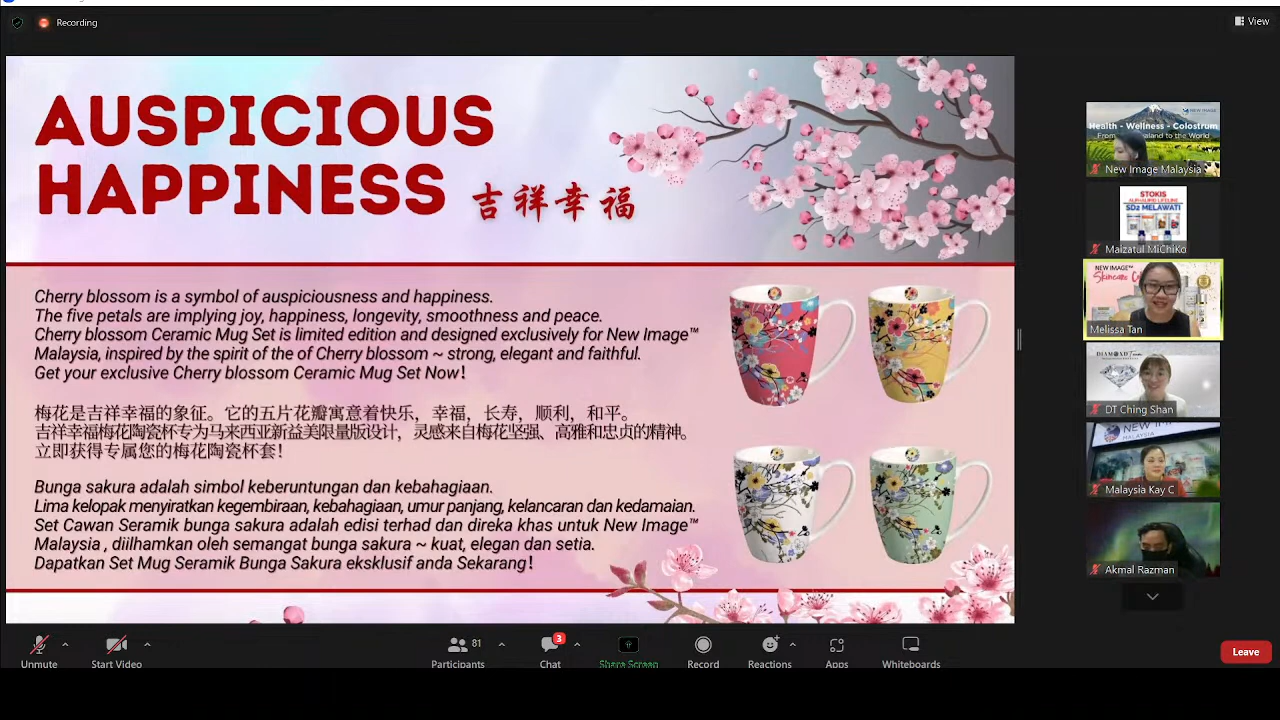 Recording
View
AUSPICIOUS
HAPPINESS 吉祥幸福
Cherry blossom is a symbol of auspiciousness and happiness.
The five petals are implying joy, happiness, longevity, smoothness and peace.
Cherry blossom Ceramic Mug Set is limited edition and designed exclusively for New Image™
Malaysia, inspired by the spirit of the of Cherry blossom ~ strong, elegant and faithful.
Get your exclusive Cherry blossom Ceramic Mug Set Now!
梅花是吉祥幸福的象征。它的五片花瓣寓意着快乐，幸福，长寿，顺利，和平。
吉祥幸福梅花陶瓷杯专为马来西亚新益美限量版设计，灵感来自梅花坚强、高雅和忠贞的精神。
立即获得专属您的梅花陶瓷杯套！
Bunga sakura adalah simbol keberuntungan dan kebahagiaan.
Lima kelopak menyiratkan kegembiraan, kebahagiaan, umur panjang, kelancaran dan kedamaian.
Set Cawan Seramik bunga sakura adalah edisi terhad dan direka khas untuk New Image™
Malaysia , diilhamkan oleh semangat bunga sakura ~ kuat, elegan dan setia.
Dapatkan Set Mug Seramik Bunga Sakura eksklusif anda Sekarang!
NEW IMAGE
Health - Wellness - Colostrum
to the World
New Image Malaysia
STOKIS
SD2 MELAWATI
Maizatul MiChiKo
NEW IMAGE™
Skincare
Melissa Tan
DIAMOND
DT Ching Shan
MALAYSIA
Malaysia Kay C
Akmal Razman
Unmute
Start Video
81
Participants
3
Chat
Share Screen
Record
Reactions
Apps
Whiteboards
Leave